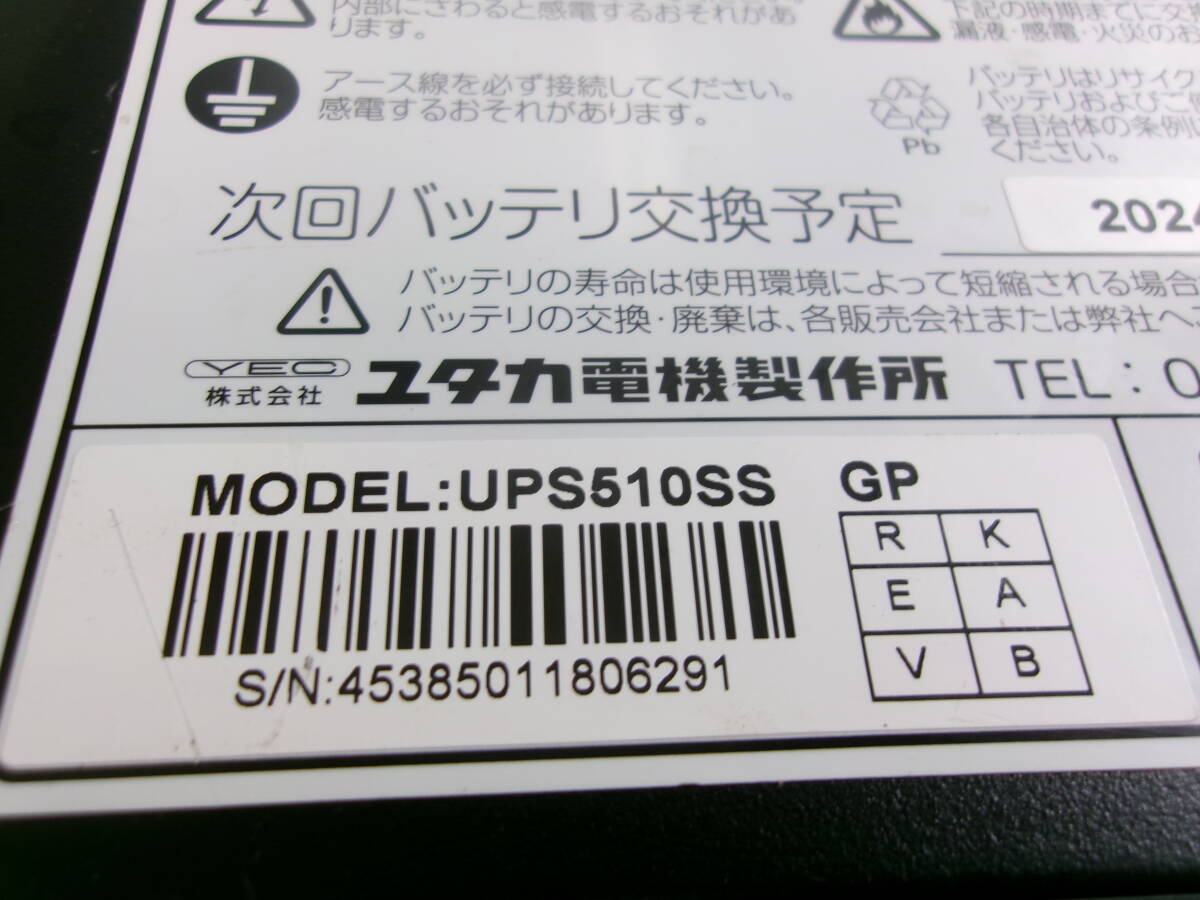 内部にさわると感電するおそれがあ
ります。
アース線を必ず接続してください。
感電するおそれがあります。
下記の時期までに交換
漏液・感電・火災のお
バッテリはリサイク
バッテリおよびご
各自治体の条例
ください。
Pb
次回バッテリ交換予定
2024
バッテリの寿命は使用環境によって短縮される場合
バッテリの交換・廃棄は、各販売会社または弊社へ
YEC
株式会社 ユタカ電機製作所 TEL: 0
MODEL:UPS510SS GP
R K
E A
V B
S/N:45385011806291